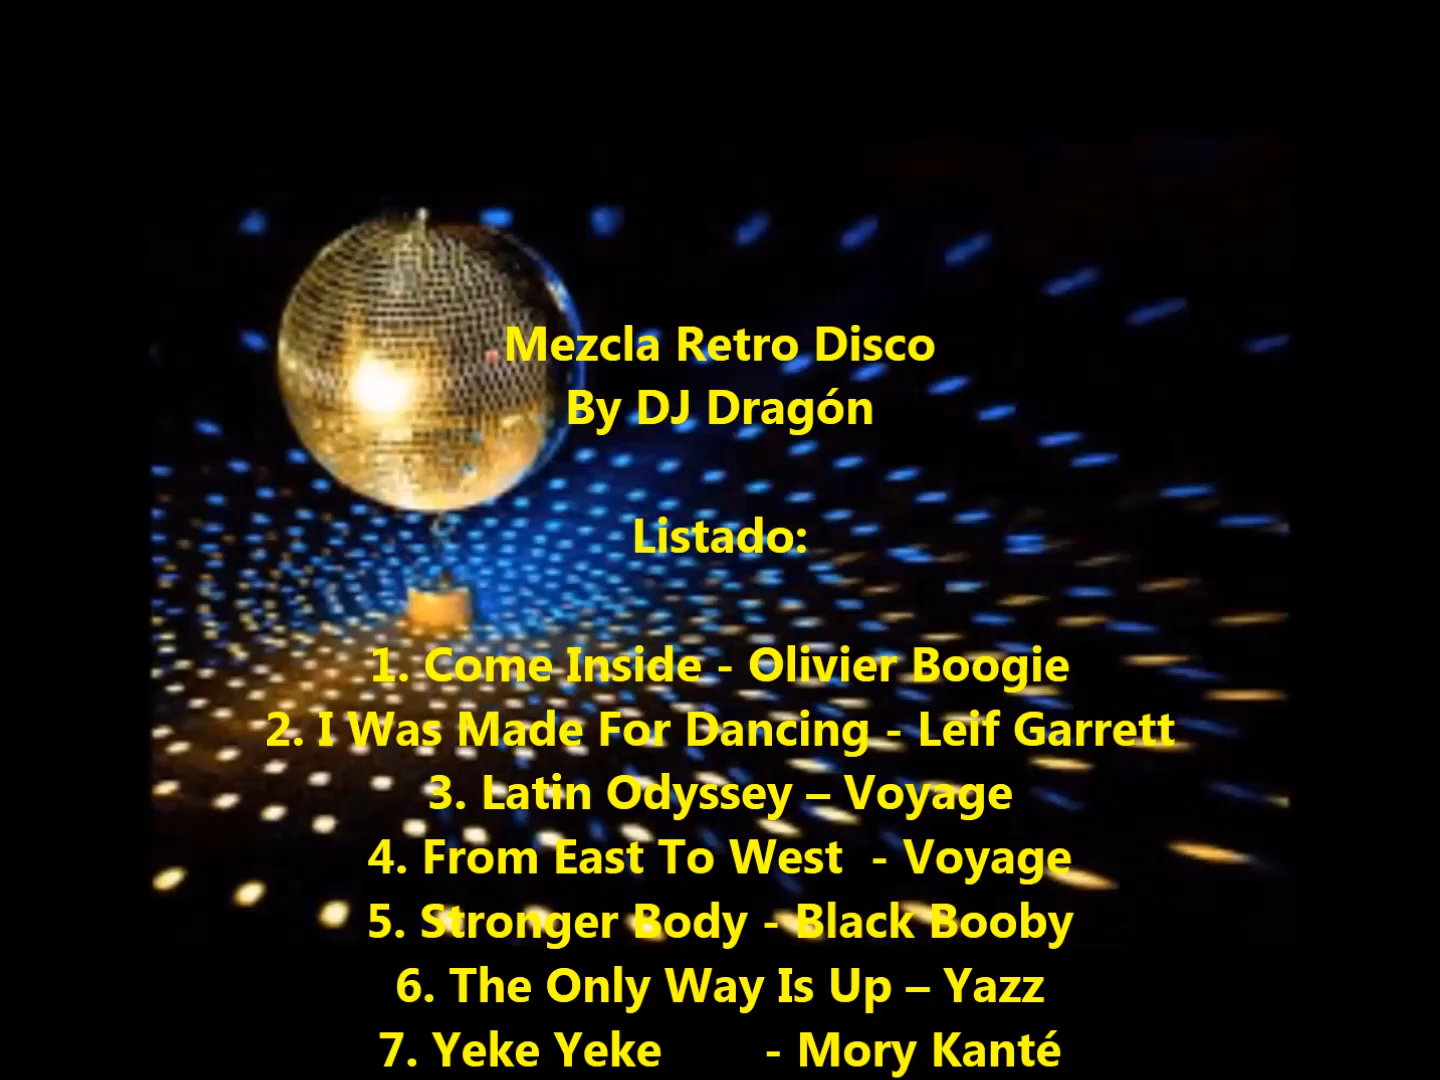 Mezcla Retro Disco
By DJ Dragón
Listado:
1. Come Inside - Olivier Boogie
2. I Was Made For Dancing - Leif Garrett
3. Latin Odyssey – Voyage
4. From East To West  - Voyage
5. Stronger Body - Black Booby
6. The Only Way Is Up – Yazz
7. Yeke Yeke       - Mory Kanté